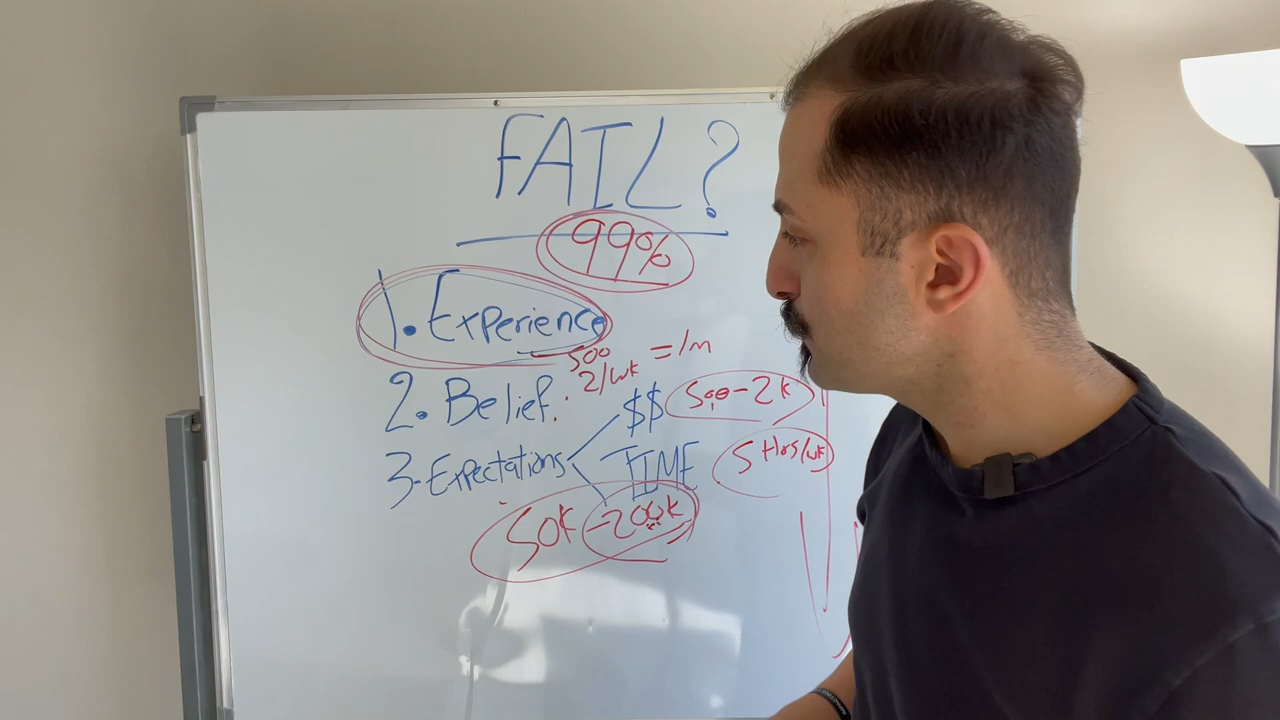 FAIL?
99%
1. Experience
500
2/wk = 1m
2. Belief.
$$ 500-2k
3-Expectations TIME 5 Hrs/wk
50k -200k